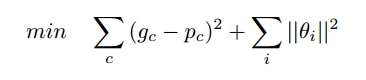 min ∑_c (g_c − p_c)² + ∑_i ||θ_i||²